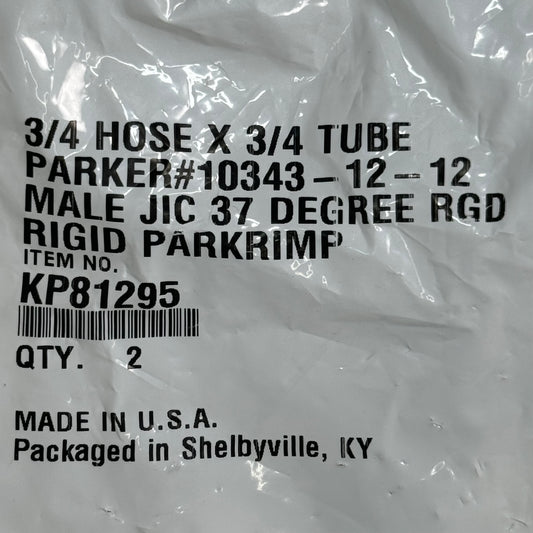 3/4 HOSE X 3/4 TUBE
PARKER#10343-12-12
MALE JIC 37 DEGREE RGD
RIGID PARKRIMP
ITEM NO.
KP81295
QTY. 2
MADE IN U.S.A.
Packaged in Shelbyville, KY